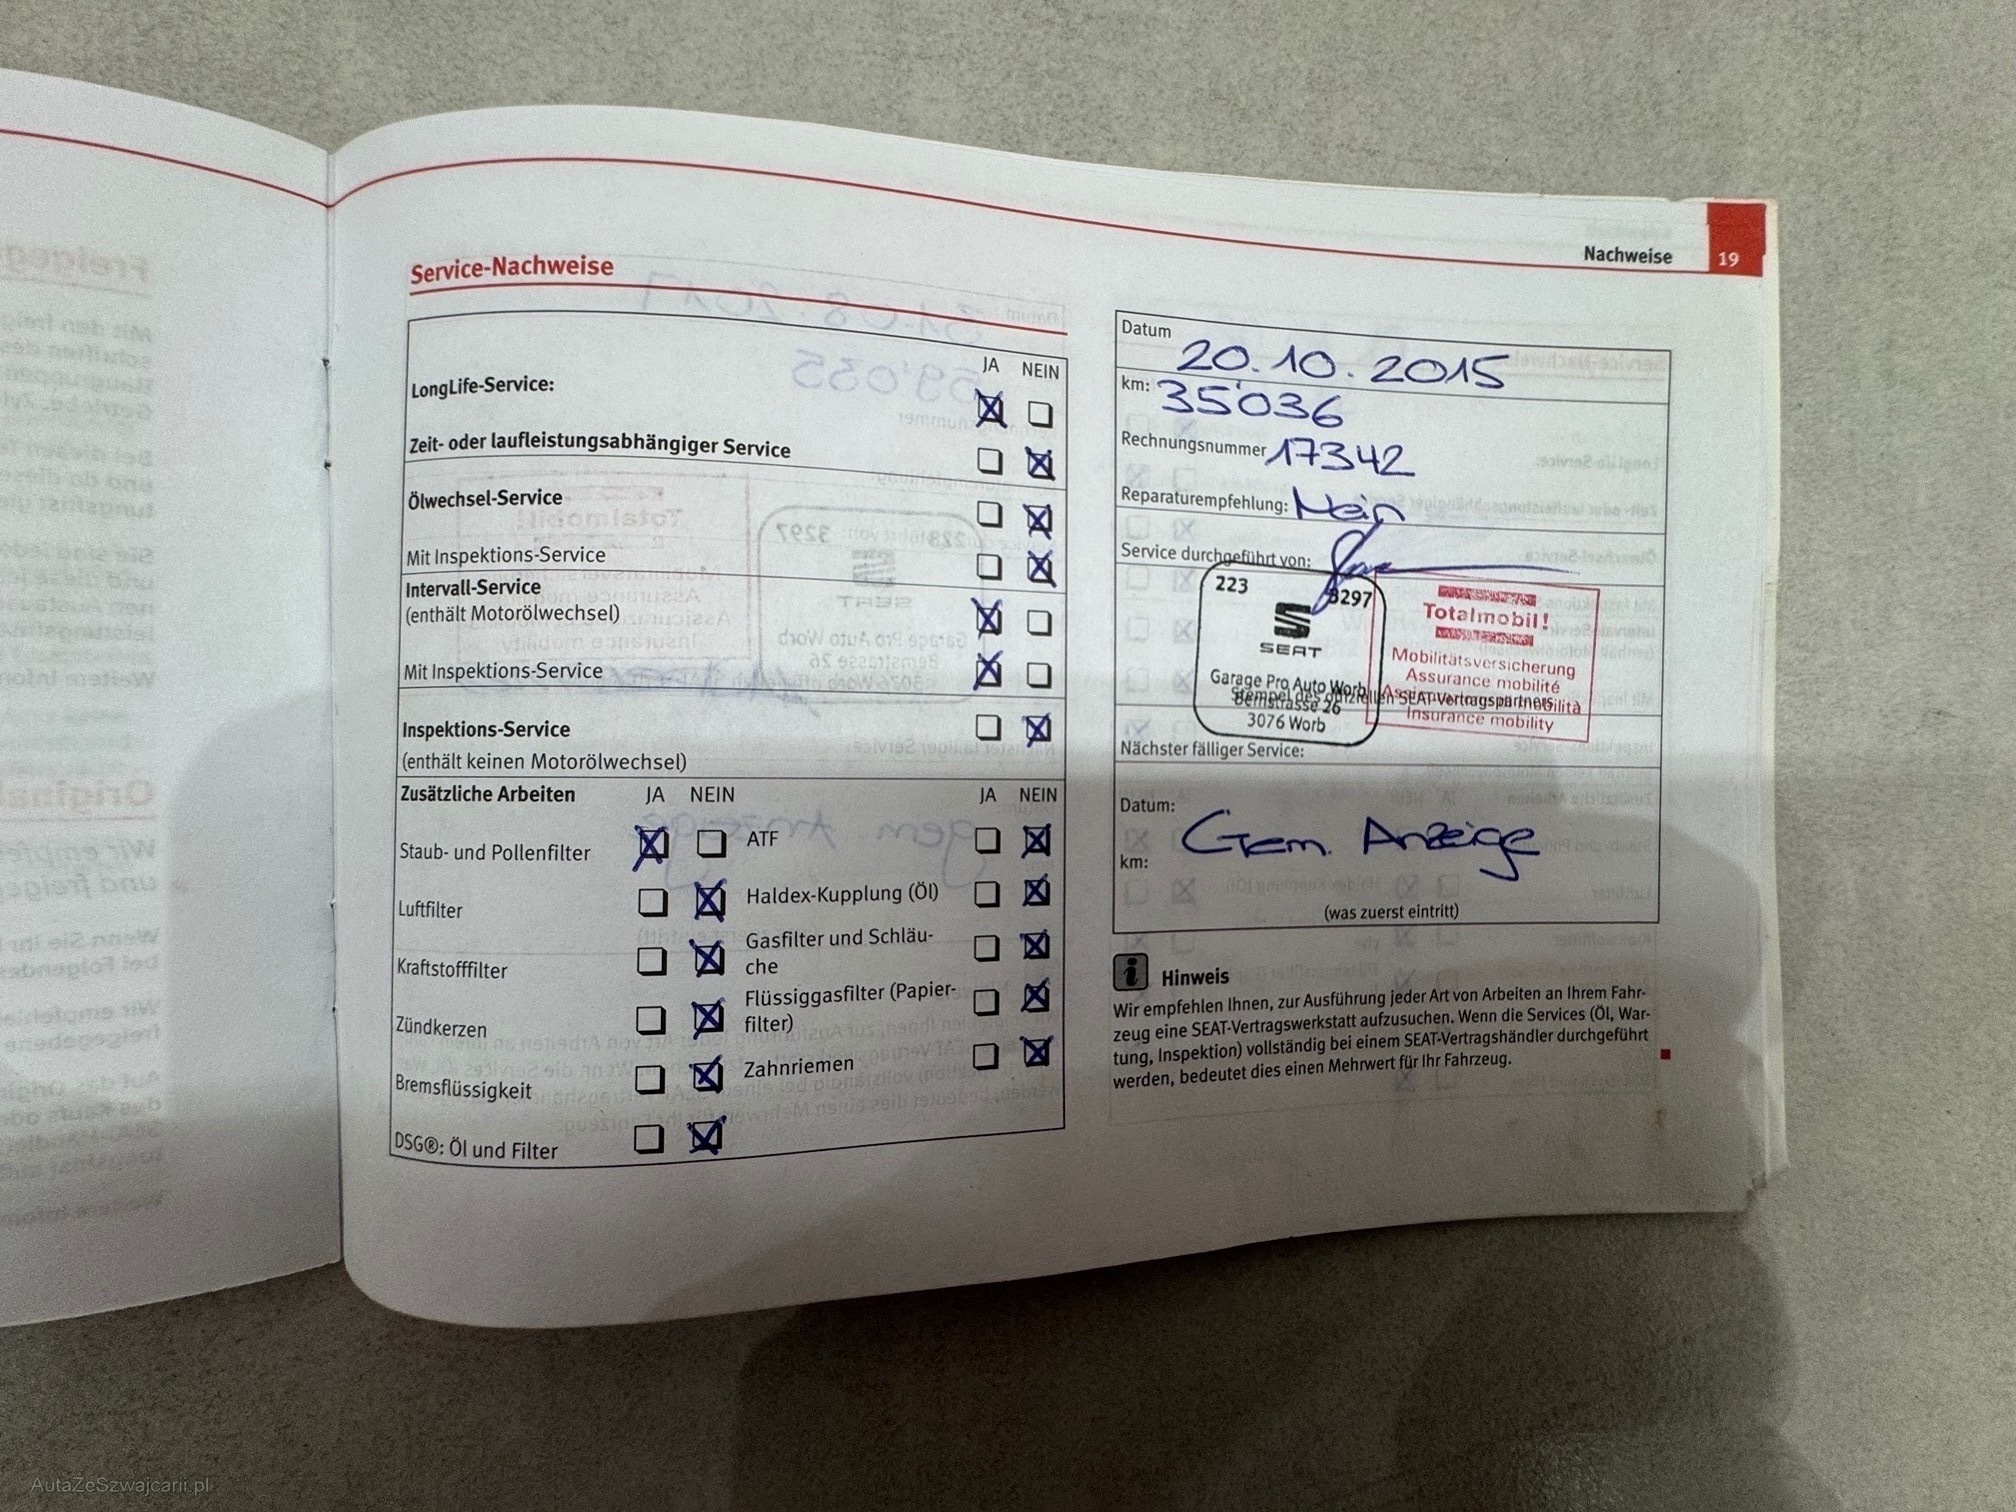 Nachweise 19
Service-Nachweise
JA NEIN
LongLife-Service:
Zeit- oder laufleistungsabhängiger Service
Ölwechsel-Service
Mit Inspektions-Service
Intervall-Service
(enthält Motorölwechsel)
Mit Inspektions-Service
Inspektions-Service
(enthält keinen Motorölwechsel)
Zusätzliche Arbeiten JA NEIN JA NEIN
Staub- und Pollenfilter
Luftfilter
Kraftstofffilter
Zündkerzen
Bremsflüssigkeit
DSG®: Öl und Filter
ATF
Haldex-Kupplung (Öl)
Gasfilter und Schläu-
che
Flüssiggasfilter (Papier-
filter)
Zahnriemen
Datum
20.10.2015
km: 35'036
Rechnungsnummer 17342
Reparaturempfehlung: Nein
Service durchgeführt von:
223 3297
SEAT
Garage Pro Auto Worb
Bernstrasse 26
3076 Worb
Totalmobil!
Mobilitätsversicherung
Assurance mobilité
Assicurazione mobilità
Insurance mobility
Stempel des offiziellen SEAT-Vertragspartners
Nächster fälliger Service:
Datum:
Gem. Anzeige
km:
(was zuerst eintritt)
i Hinweis
Wir empfehlen Ihnen, zur Ausführung jeder Art von Arbeiten an Ihrem Fahr-
zeug eine SEAT-Vertragswerkstatt aufzusuchen. Wenn die Services (Öl, War-
tung, Inspektion) vollständig bei einem SEAT-Vertragshändler durchgeführt
werden, bedeutet dies einen Mehrwert für Ihr Fahrzeug.
AutaZeSzwajcarii.pl